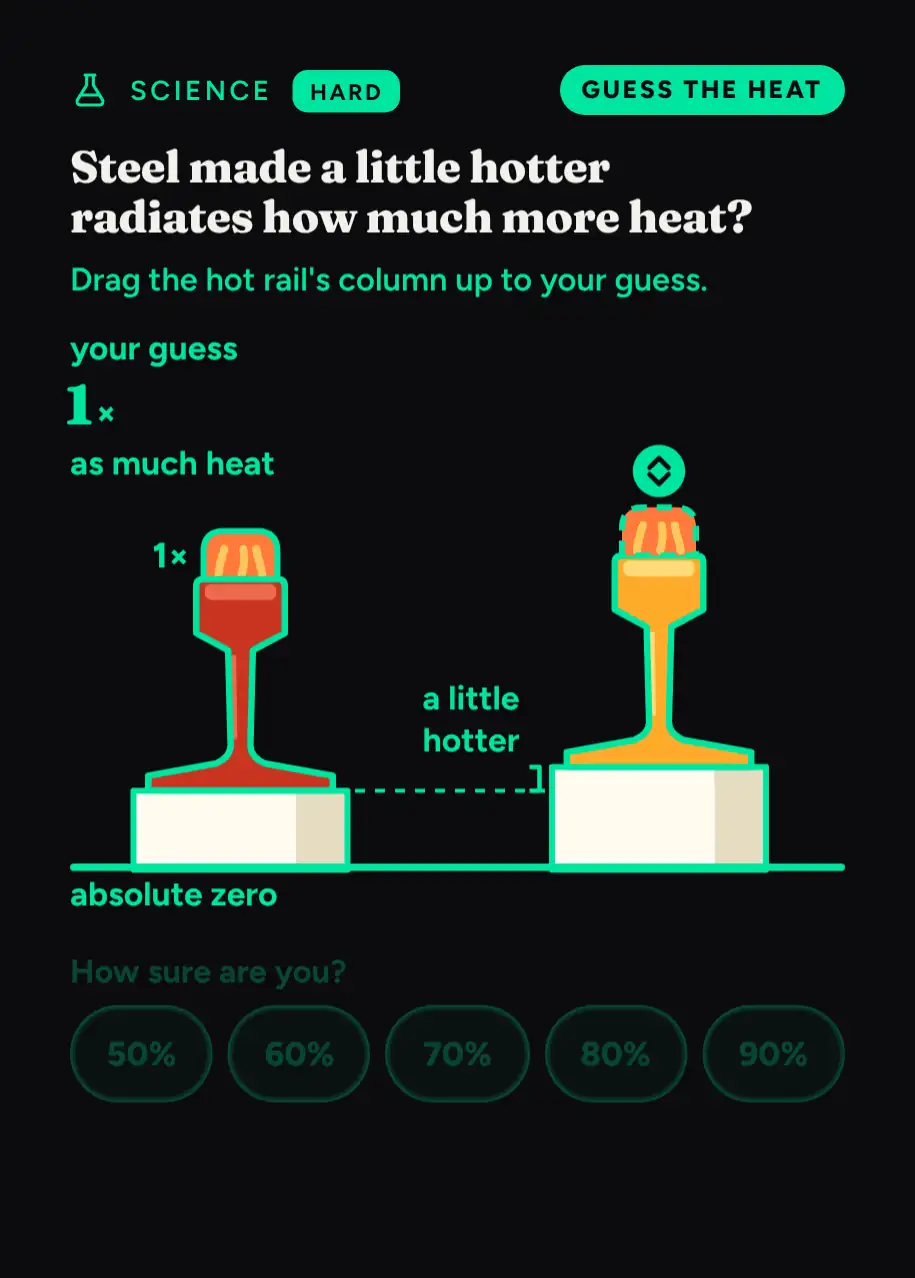 SCIENCE HARD GUESS THE HEAT
Steel made a little hotter
radiates how much more heat?
Drag the hot rail's column up to your guess.
your guess
1×
as much heat
1×
a little
hotter
absolute zero
How sure are you?
50% 60% 70% 80% 90%